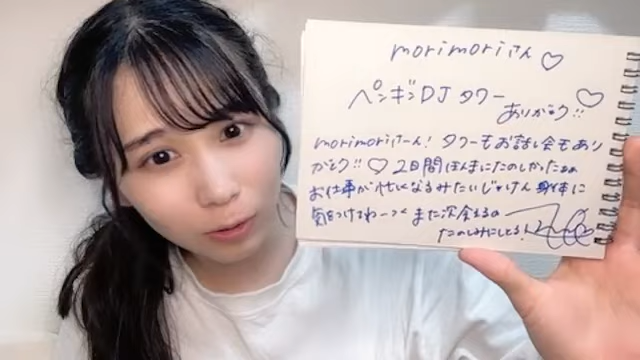 morimoriさん♡
ペンギンDJタワー
ありがとう!!♡
morimoriさーん! タワーもお話し会もあり
がとう!!♡ 2日間ほんまにたのしかったぁぁ
お仕事が忙しくなるみたいじゃけん 身体に
気をつけてねーっ また次会えるの
たのしみにしてる!